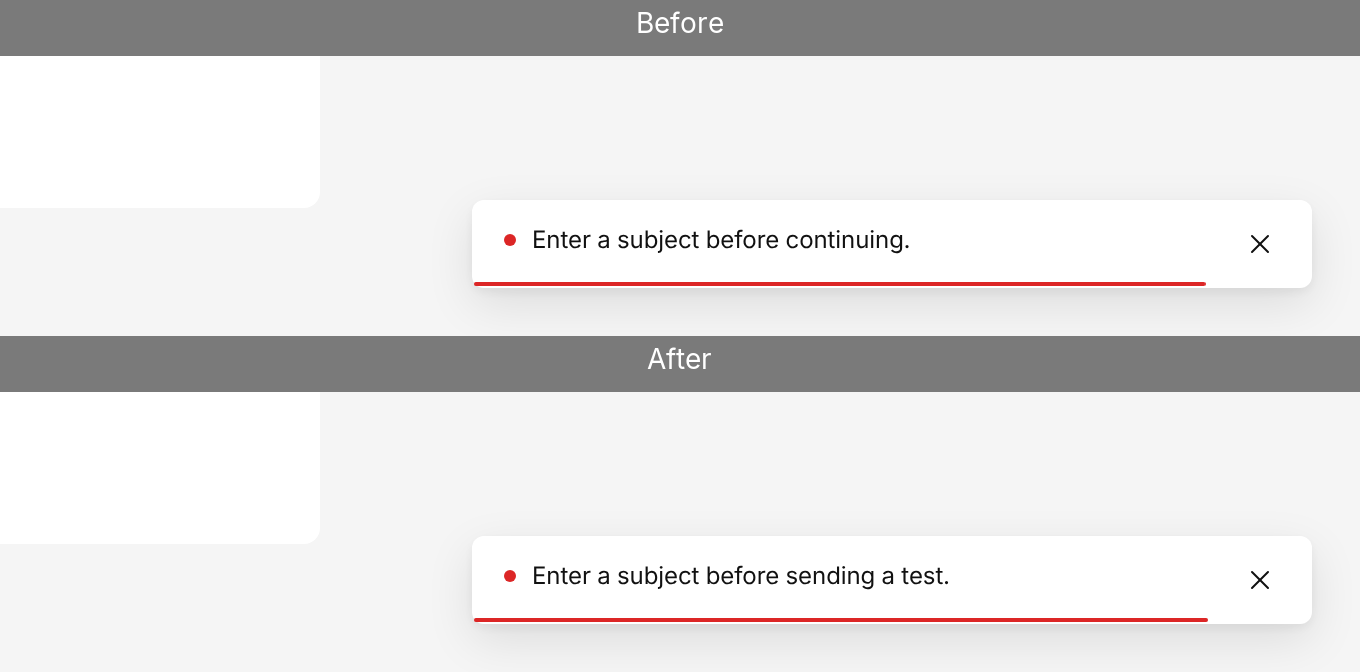 Before
Enter a subject before continuing.
After
Enter a subject before sending a test.